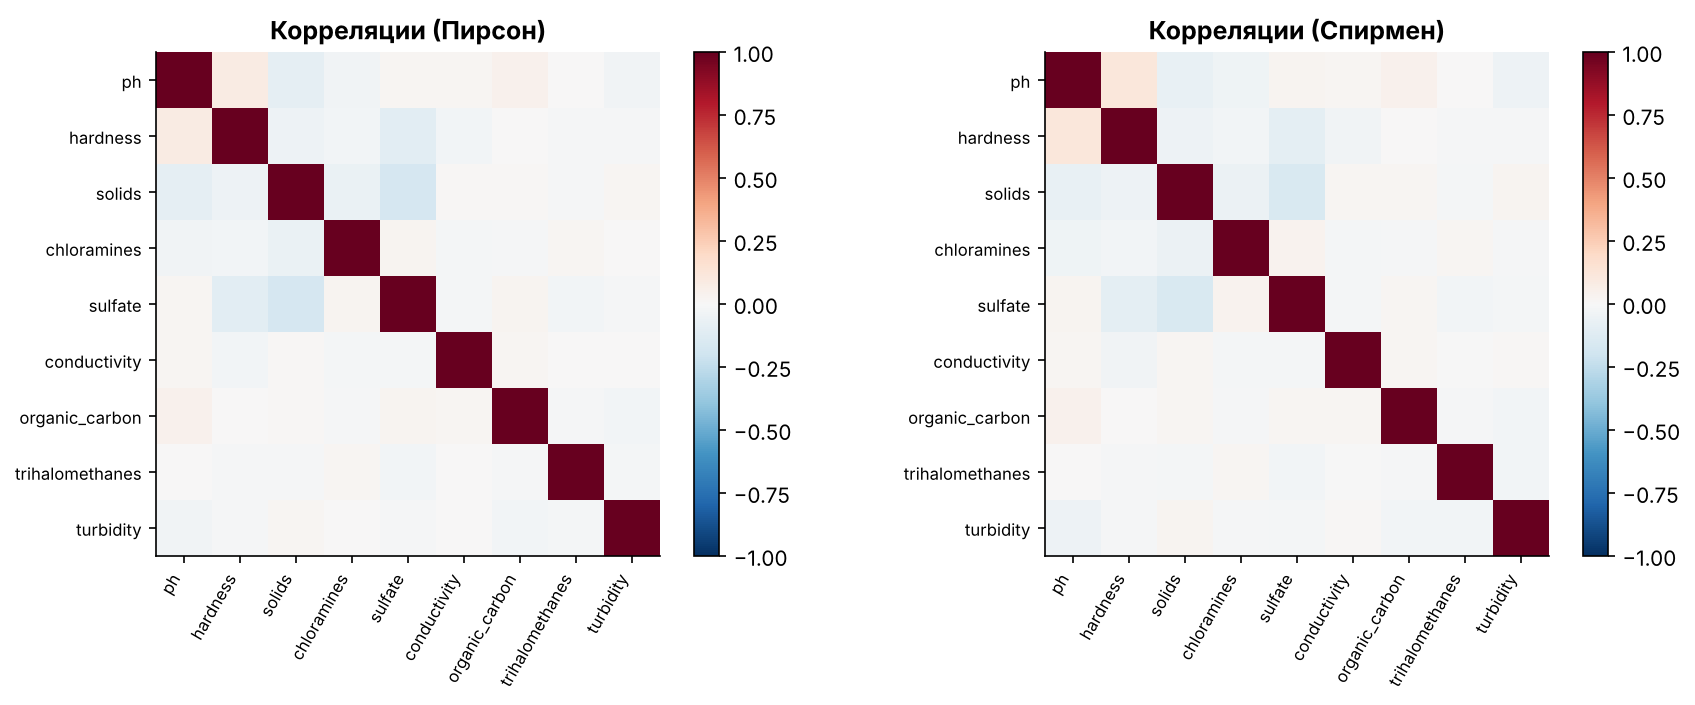 Корреляции (Пирсон)
ph
hardness
solids
chloramines
sulfate
conductivity
organic_carbon
trihalomethanes
turbidity
ph
hardness
solids
chloramines
sulfate
conductivity
organic_carbon
trihalomethanes
turbidity
1.00
0.75
0.50
0.25
0.00
−0.25
−0.50
−0.75
−1.00
Корреляции (Спирмен)
ph
hardness
solids
chloramines
sulfate
conductivity
organic_carbon
trihalomethanes
turbidity
ph
hardness
solids
chloramines
sulfate
conductivity
organic_carbon
trihalomethanes
turbidity
1.00
0.75
0.50
0.25
0.00
−0.25
−0.50
−0.75
−1.00